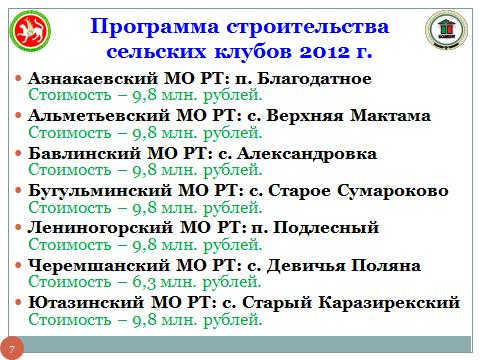 Программа строительства
сельских клубов 2012 г.
Азнакаевский МО РТ: п. Благодатное
Стоимость – 9,8 млн. рублей.
Альметьевский МО РТ: с. Верхняя Мактама
Стоимость – 9,8 млн. рублей.
Бавлинский МО РТ: с. Александровка
Стоимость – 9,8 млн. рублей.
Бугульминский МО РТ: с. Старое Сумароково
Стоимость – 9,8 млн. рублей.
Лениногорский МО РТ: п. Подлесный
Стоимость – 9,8 млн. рублей.
Черемшанский МО РТ: с. Девичья Поляна
Стоимость – 6,3 млн. рублей.
Ютазинский МО РТ: с. Старый Каразирекский
Стоимость – 9,8 млн. рублей.
7